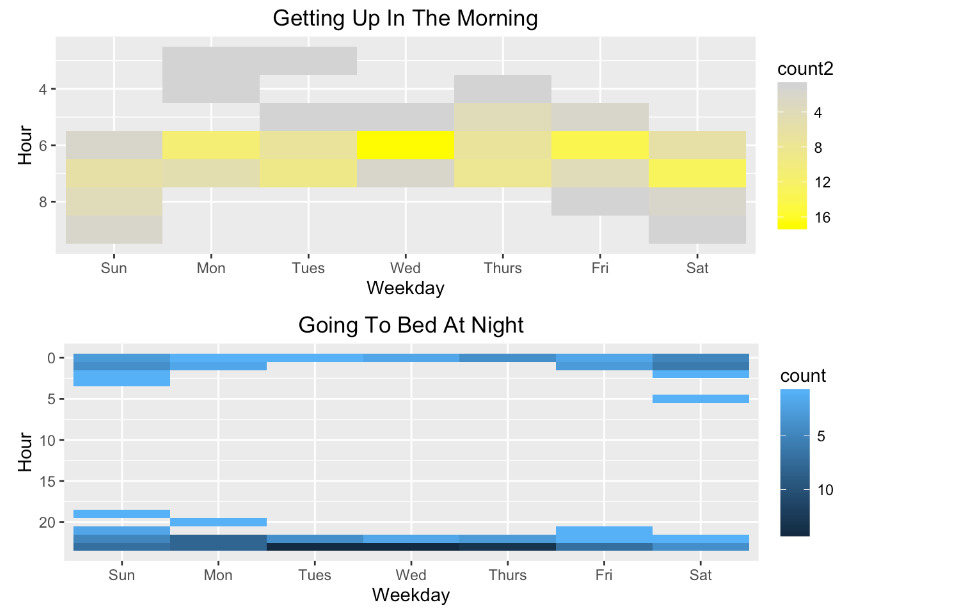 Getting Up In The Morning
Hour
4
6
8
Sun Mon Tues Wed Thurs Fri Sat
Weekday
count2
4
8
12
16
Going To Bed At Night
Hour
0
5
10
15
20
Sun Mon Tues Wed Thurs Fri Sat
Weekday
count
5
10